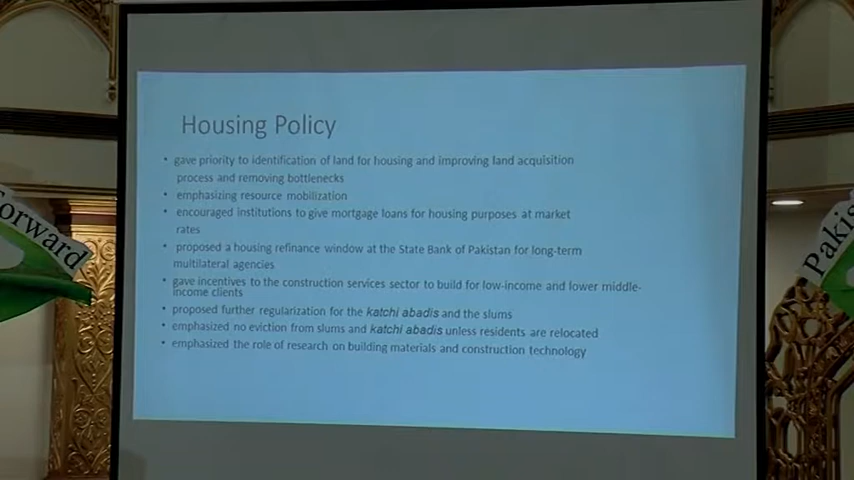 Housing Policy
• gave priority to identification of land for housing and improving land acquisition
process and removing bottlenecks
• emphasizing resource mobilization
• encouraged institutions to give mortgage loans for housing purposes at market
rates
• proposed a housing refinance window at the State Bank of Pakistan for long-term
multilateral agencies
• gave incentives to the construction services sector to build for low-income and lower middle-
income clients
• proposed further regularization for the katchi abadis and the slums
• emphasized no eviction from slums and katchi abadis unless residents are relocated
• emphasized the role of research on building materials and construction technology
Forward
Pakis